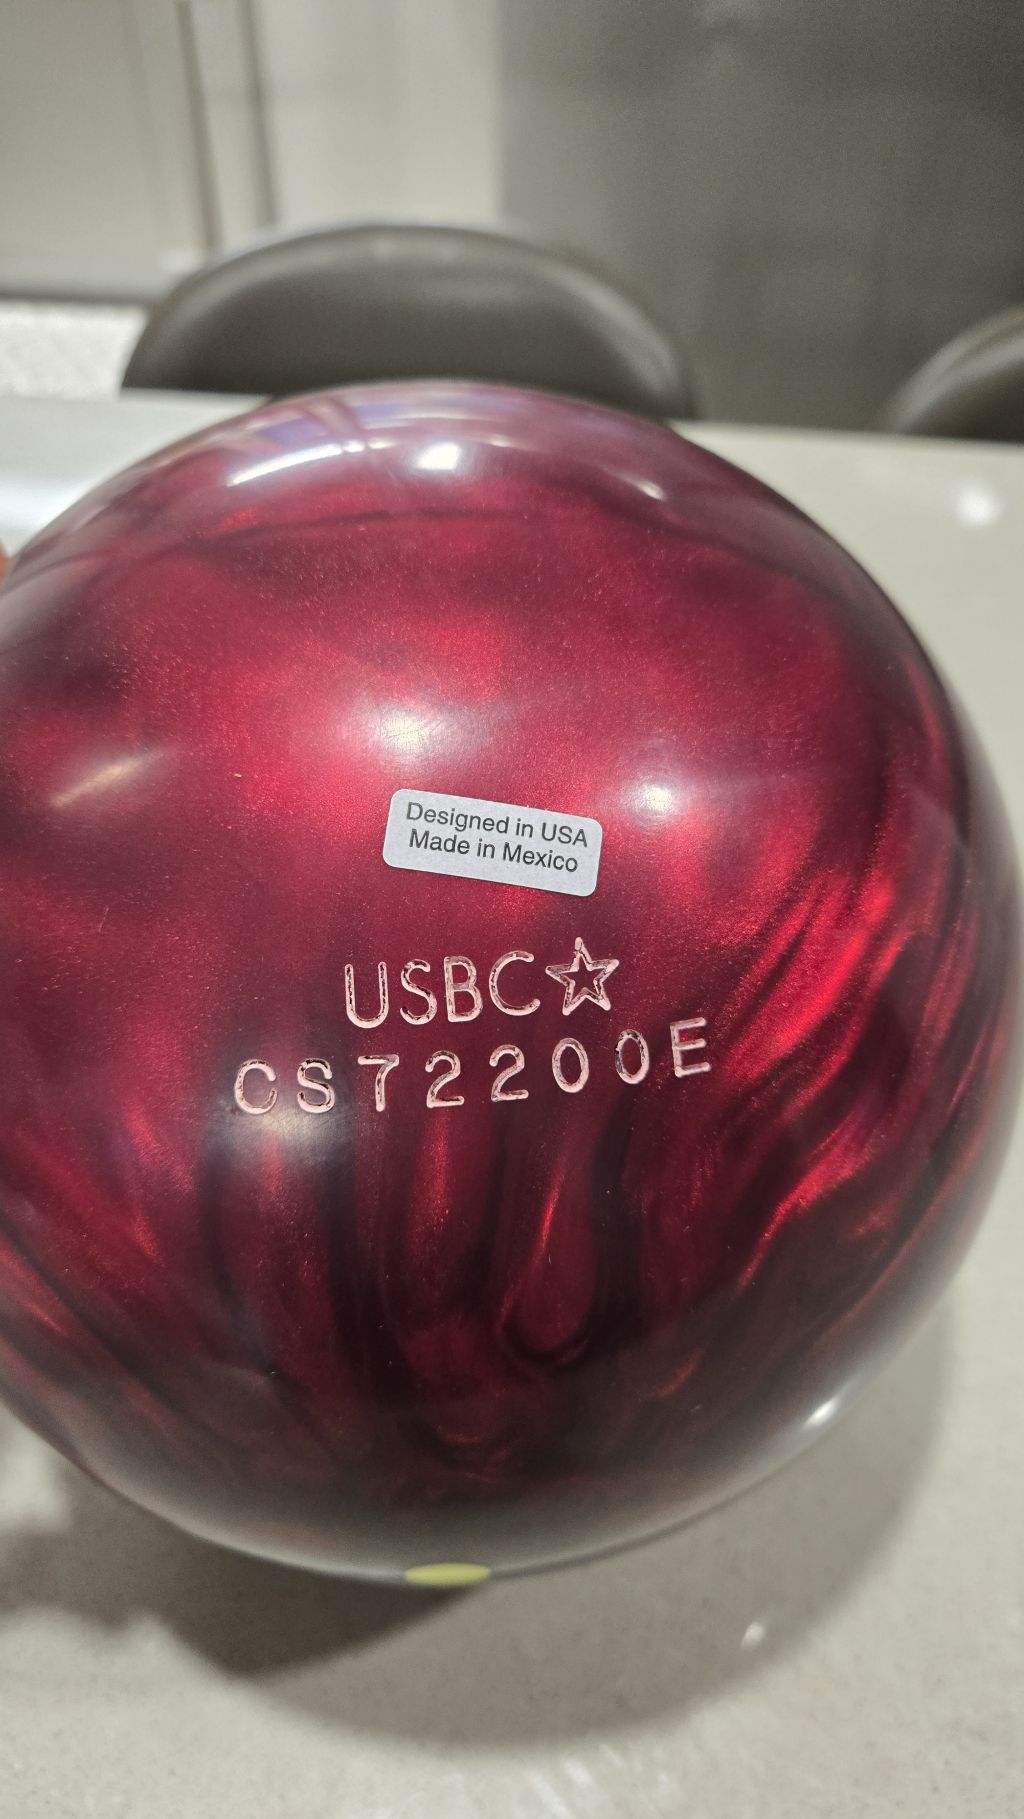 Designed in USA
Made in Mexico
USBC☆
CS72200E